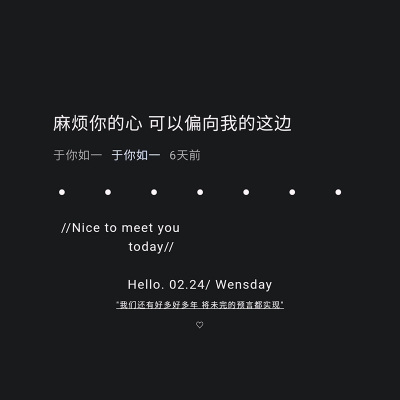 麻烦你的心 可以偏向我的这边
于你如一 于你如一 6天前
● ● ● ● ● ● ●
//Nice to meet you
today//
Hello. 02.24/ Wensday
"我们还有好多好多年 将未完的预言都实现"
♡